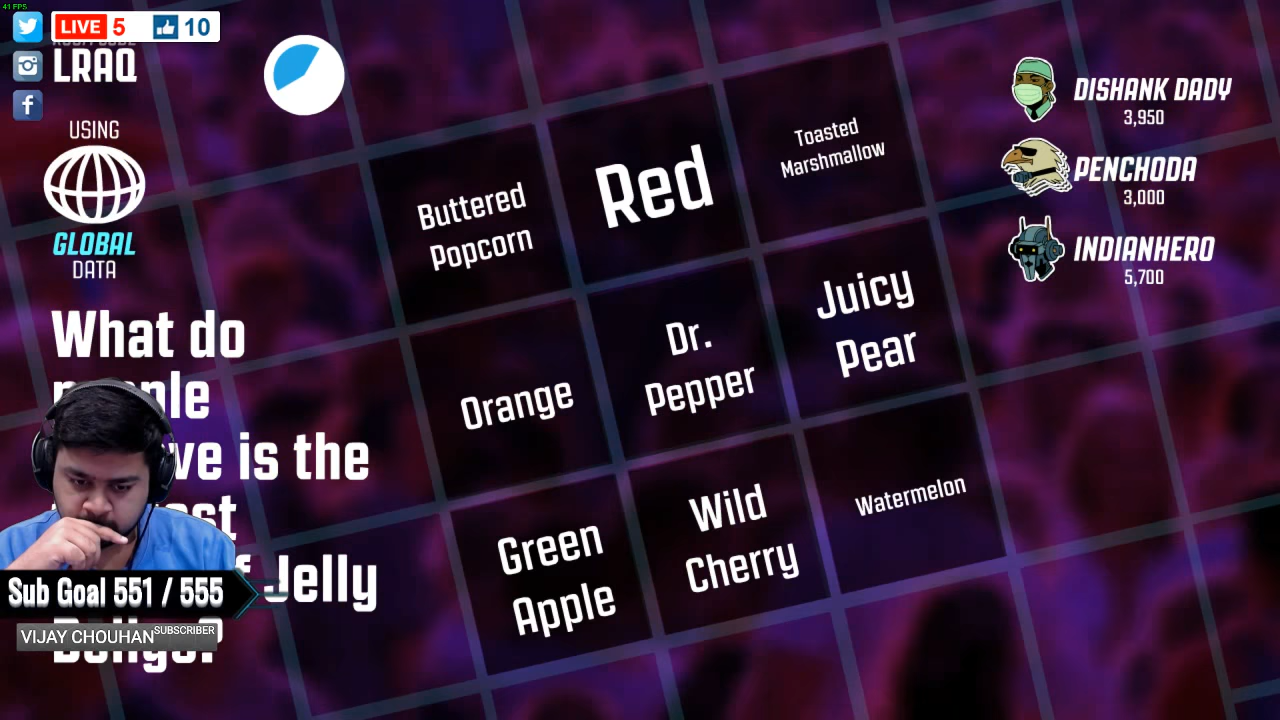 41 FPS
LIVE 5 10
LRAQ
USING
GLOBAL
DATA
What do
ple
ve is the
st
f Jelly
VIJAY CHOUHAN SUBSCRIBER
Sub Goal 551 / 555
Buttered
Popcorn
Red
Toasted
Marshmallow
Orange
Dr.
Pepper
Juicy
Pear
Green
Apple
Wild
Cherry
Watermelon
DISHANK DADY
3,950
PENCHODA
3,000
INDIANHERO
5,700